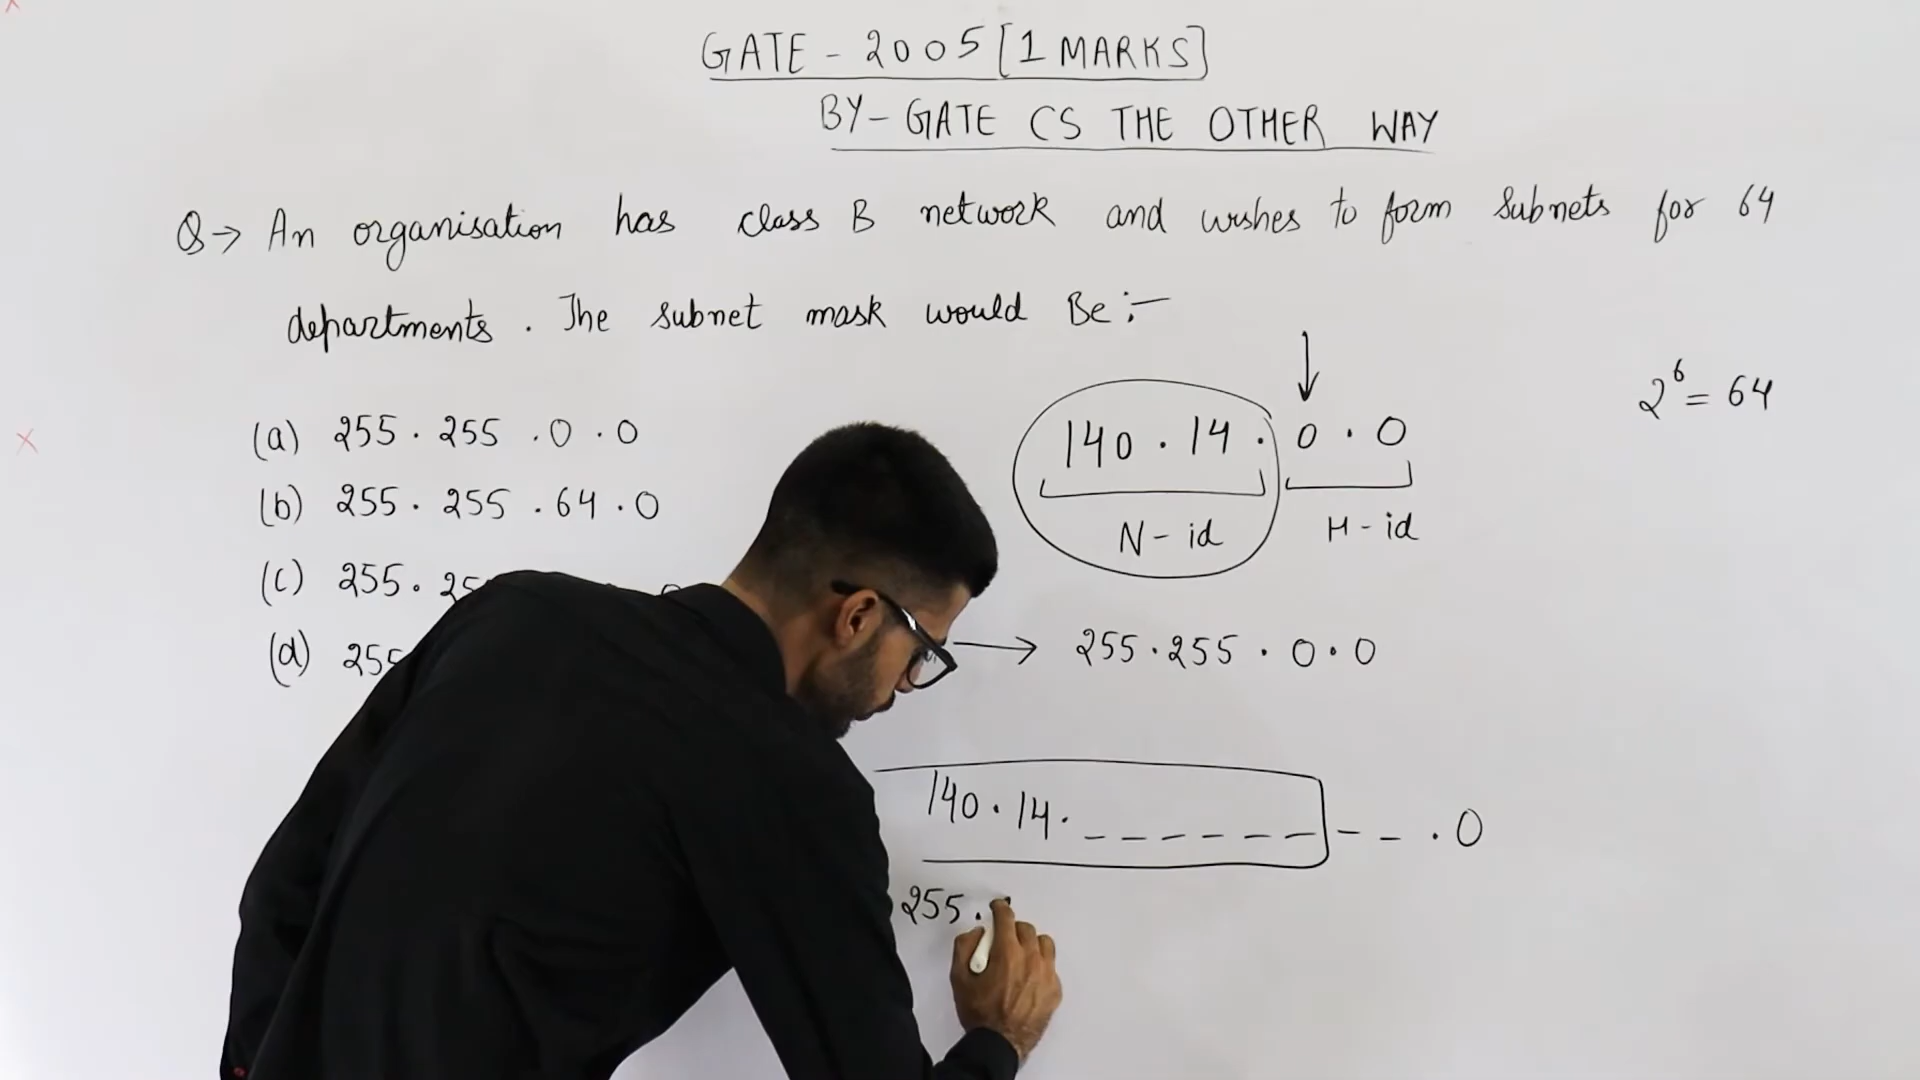 GATE - 2005 [1 MARKS]
BY - GATE CS THE OTHER WAY
Q → An organisation has class B network and wishes to form subnets for 64
departments. The subnet mask would Be :-
(a) 255 . 255 . 0 . 0
(b) 255 . 255 . 64 . 0
(c) 255 . 25
(d) 255
140 . 14 . 0 . 0
N - id H - id
2^6 = 64
→ 255 . 255 . 0 . 0
140 . 14 . _ _ _ _ _ _ _ _ . 0
255 .